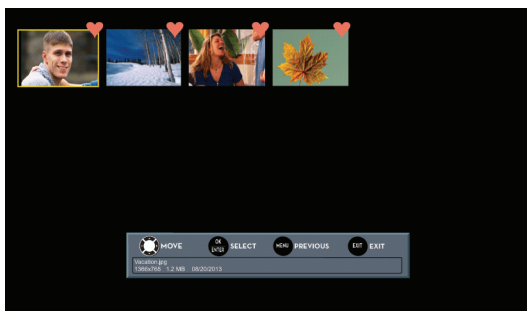 MOVE
OK
ENTER
SELECT
MENU
PREVIOUS
EXIT
EXIT
Vacation.jpg
1366x768 1.2 MB 08/20/2013